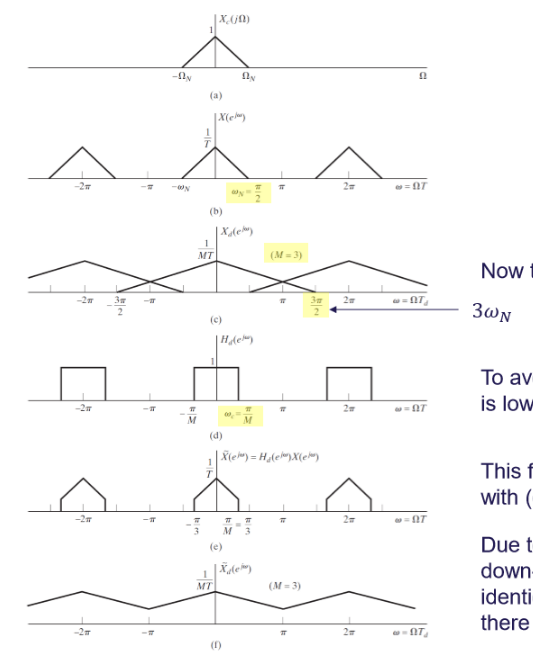 X_c(jΩ)
1
−Ω_N Ω_N Ω
(a)
X(e^{jω})
1/T
−2π −π −ω_N ω_N = π/2 π 2π ω = ΩT
(b)
X_d(e^{jω})
1/MT (M = 3)
−2π −3π/2 −π π 3π/2 2π ω = ΩT_d
(c)
H_d(e^{jω})
1
−2π −π −π/M ω_c = π/M π 2π ω = ΩT
(d)
X̃(e^{jω}) = H_d(e^{jω})X(e^{jω})
1/T
−2π −π −π/3 π/M = π/3 π 2π ω = ΩT
(e)
X̃_d(e^{jω})
1/MT (M = 3)
−2π −π π 2π ω = ΩT_d
(f)
Now t
3ω_N
To av
is low
This f
with (
Due t
down-
identi
there